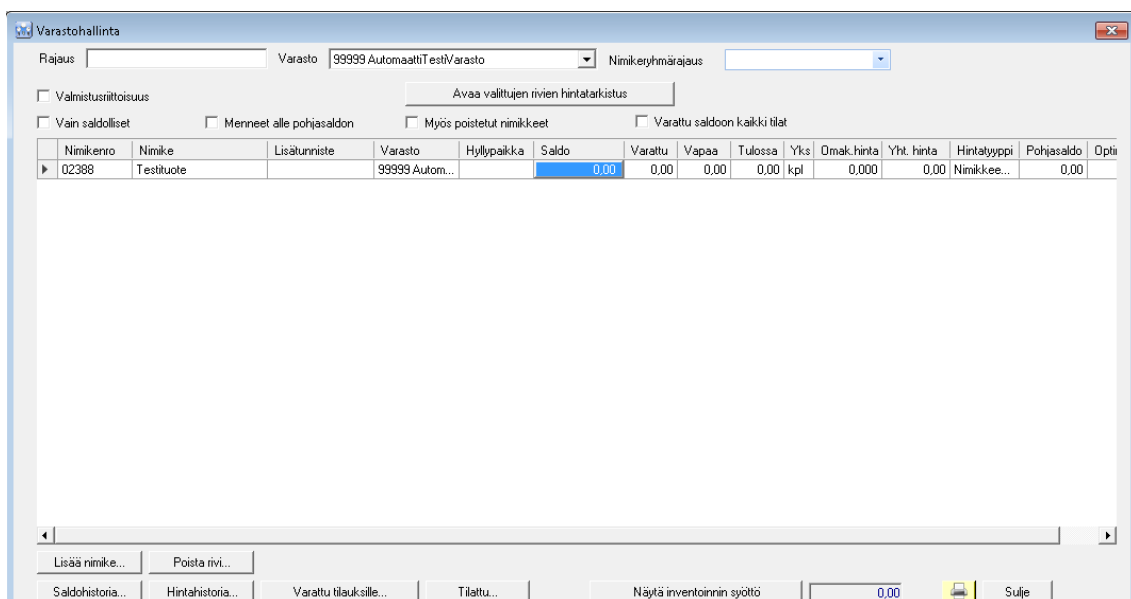 Varastohallinta
Rajaus Varasto 99999 AutomaattiTestiVarasto Nimikeryhmärajaus
Valmistusriittoisuus Avaa valittujen rivien hintatarkistus
Vain saldolliset Menneet alle pohjasaldon Myös poistetut nimikkeet Varattu saldoon kaikki tilat
Nimikenro Nimike Lisätunniste Varasto Hyllypaikka Saldo Varattu Vapaa Tulossa Yks Omak.hinta Yht. hinta Hintatyyppi Pohjasaldo Optir
02388 Testituote 99999 Autom... 0,00 0,00 0,00 0,00 kpl 0,000 0,00 Nimikkee... 0,00
Lisää nimike... Poista rivi...
Saldohistoria... Hintahistoria... Varattu tilauksille... Tilattu... Näytä inventoinnin syöttö 0,00 Sulje